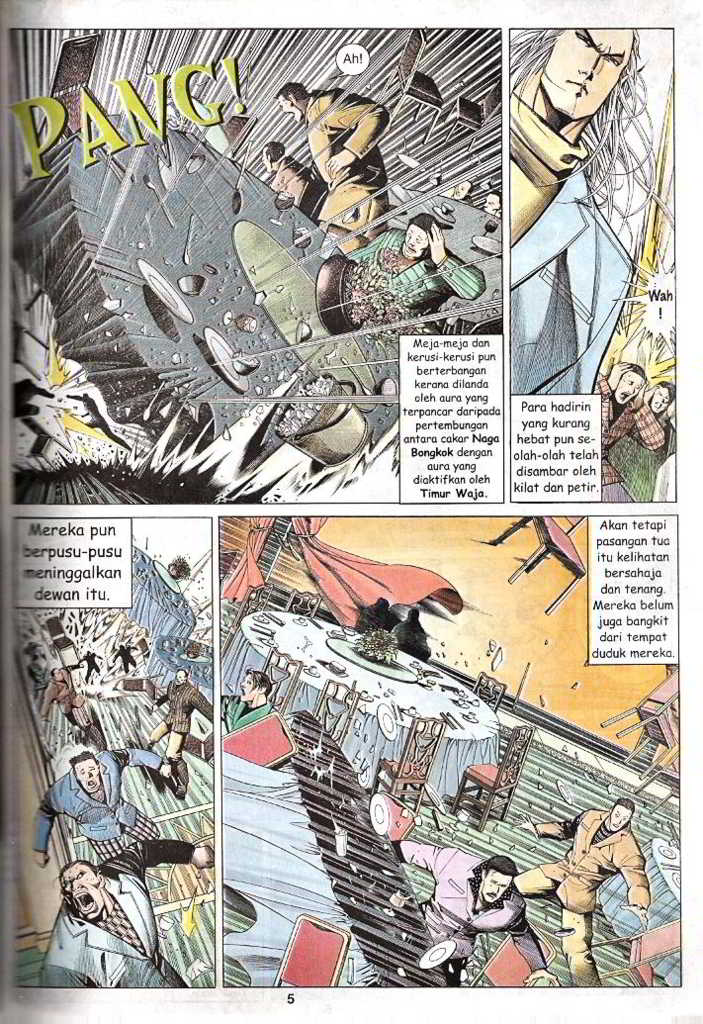 PANG!
Ah!
Meja-meja dan
kerusi-kerusi pun
berterbangan
kerana dilanda
oleh aura yang
terpancar daripada
pertembungan
antara cakar Naga
Bongkok dengan
aura yang
diaktifkan oleh
Timur Waja.
Wah
!
Para hadirin
yang kurang
hebat pun se-
olah-olah telah
disambar oleh
kilat dan petir.
Mereka pun
berpusu-pusu
meninggalkan
dewan itu.
Akan tetapi
pasangan tua
itu kelihatan
bersahaja
dan tenang.
Mereka belum
juga bangkit
dari tempat
duduk mereka.
5